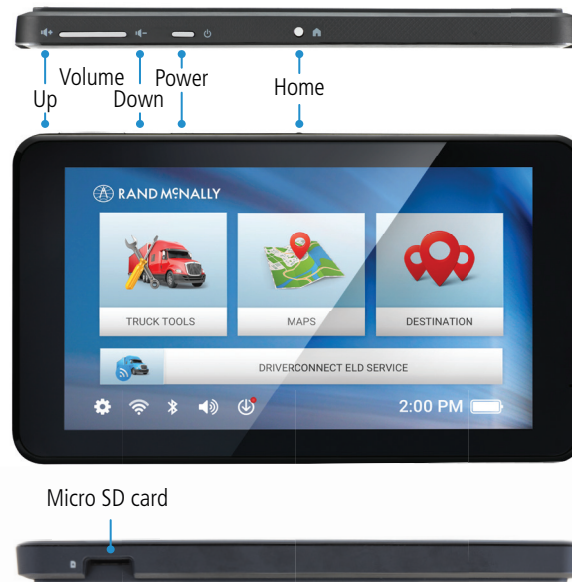 Volume
Up
Down
Power
Home
RAND MᶜNALLY
TRUCK TOOLS
MAPS
DESTINATION
DRIVERCONNECT ELD SERVICE
2:00 PM
Micro SD card